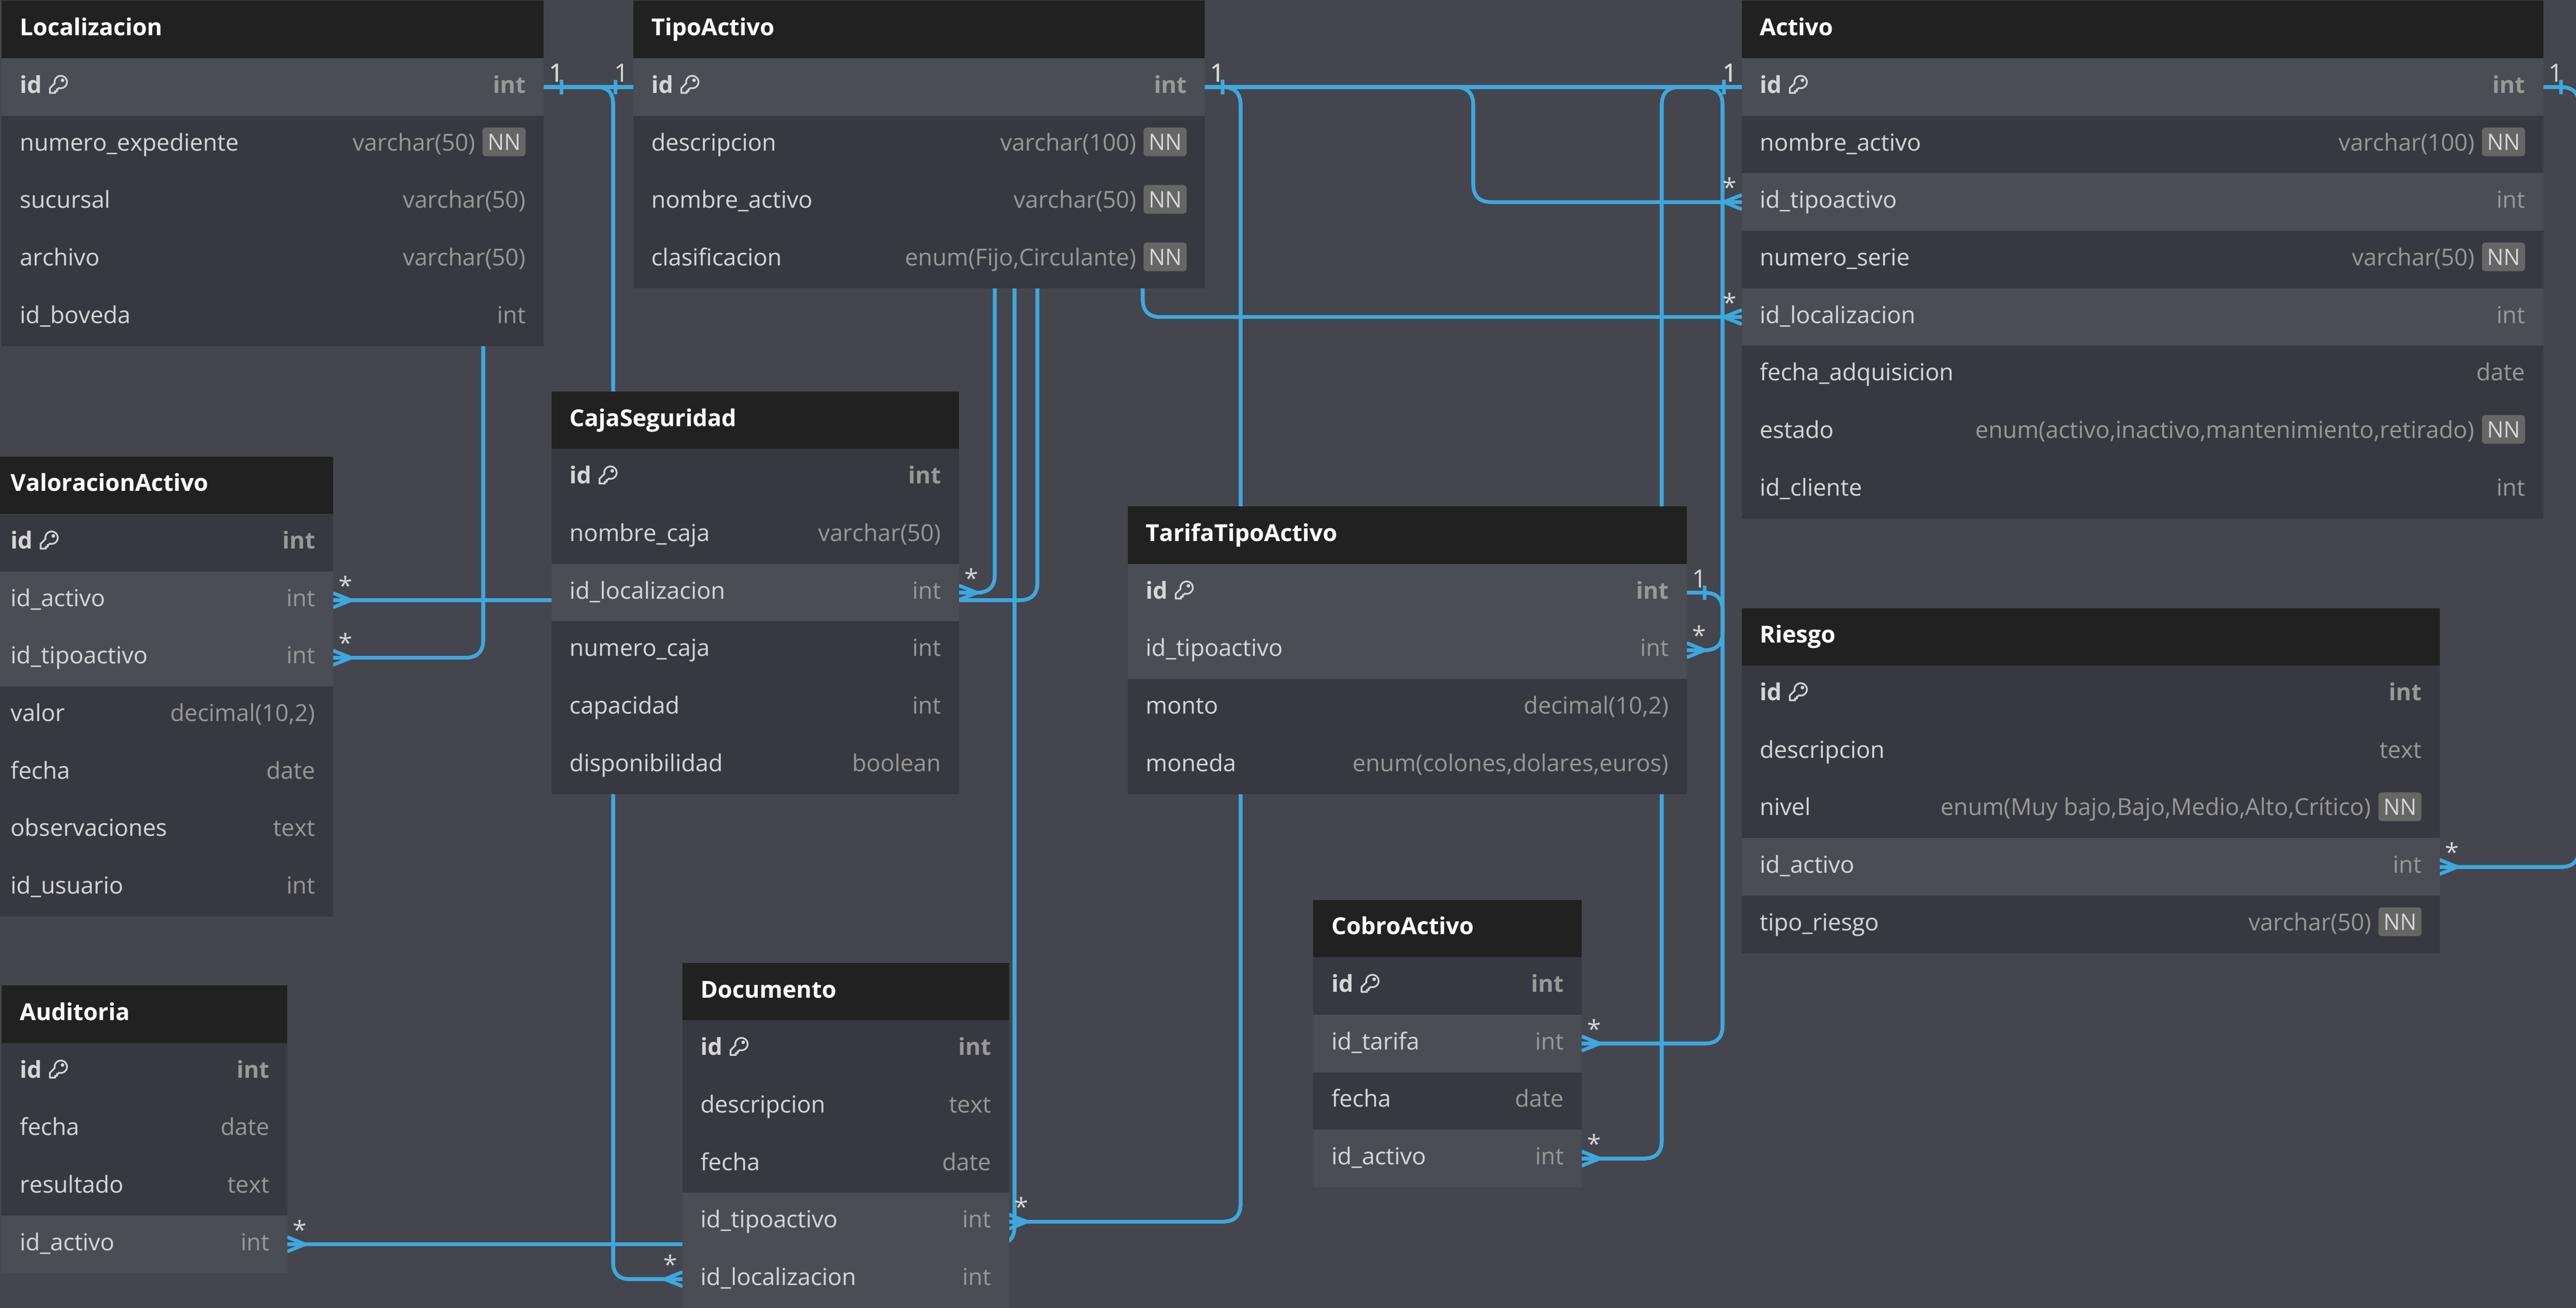 Localizacion
id int
numero_expediente varchar(50) NN
sucursal varchar(50)
archivo varchar(50)
id_boveda int
TipoActivo
id int
descripcion varchar(100) NN
nombre_activo varchar(50) NN
clasificacion enum(Fijo,Circulante) NN
Activo
id int
nombre_activo varchar(100) NN
id_tipoactivo int
numero_serie varchar(50) NN
id_localizacion int
fecha_adquisicion date
estado enum(activo,inactivo,mantenimiento,retirado) NN
id_cliente int
1
1
1
1
1
*
*
CajaSeguridad
id int
nombre_caja varchar(50)
id_localizacion int
numero_caja int
capacidad int
disponibilidad boolean
*
ValoracionActivo
id int
id_activo int
id_tipoactivo int
valor decimal(10,2)
fecha date
observaciones text
id_usuario int
*
*
TarifaTipoActivo
id int
id_tipoactivo int
monto decimal(10,2)
moneda enum(colones,dolares,euros)
1
*
Riesgo
id int
descripcion text
nivel enum(Muy bajo,Bajo,Medio,Alto,Crítico) NN
id_activo int
tipo_riesgo varchar(50) NN
*
CobroActivo
id int
id_tarifa int
fecha date
id_activo int
*
*
Documento
id int
descripcion text
fecha date
id_tipoactivo int
id_localizacion int
*
*
Auditoria
id int
fecha date
resultado text
id_activo int
*